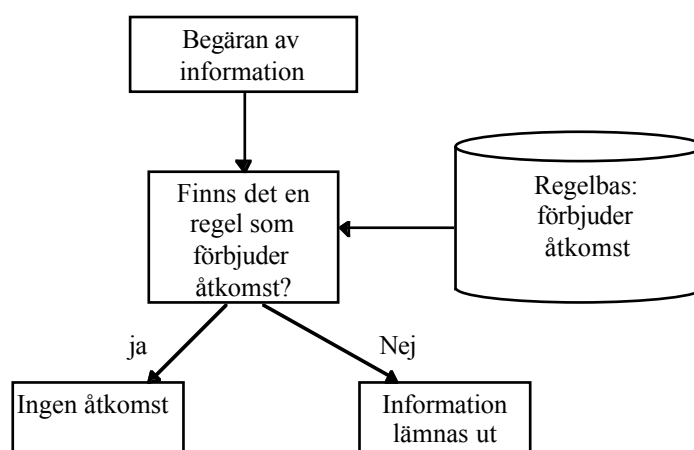 Begäran av
information
Finns det en
regel som
förbjuder
åtkomst?
Regelbas:
förbjuder
åtkomst
ja
Nej
Ingen åtkomst
Information
lämnas ut